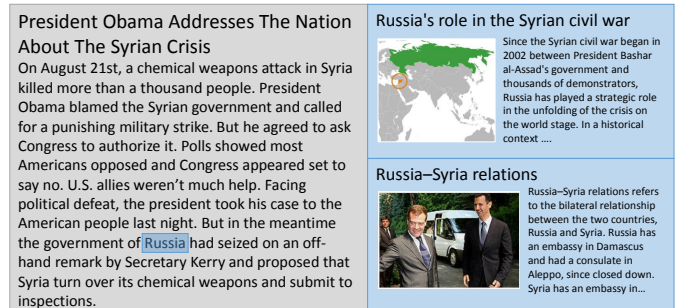 President Obama Addresses The Nation
About The Syrian Crisis
On August 21st, a chemical weapons attack in Syria
killed more than a thousand people. President
Obama blamed the Syrian government and called
for a punishing military strike. But he agreed to ask
Congress to authorize it. Polls showed most
Americans opposed and Congress appeared set to
say no. U.S. allies weren’t much help. Facing
political defeat, the president took his case to the
American people last night. But in the meantime
the government of Russia had seized on an off-
hand remark by Secretary Kerry and proposed that
Syria turn over its chemical weapons and submit to
inspections.
Russia's role in the Syrian civil war
Since the Syrian civil war began in
2002 between President Bashar
al-Assad's government and
thousands of demonstrators,
Russia has played a strategic role
in the unfolding of the crisis on
the world stage. In a historical
context ....
Russia–Syria relations
Russia–Syria relations refers
to the bilateral relationship
between the two countries,
Russia and Syria. Russia has
an embassy in Damascus
and had a consulate in
Aleppo, since closed down.
Syria has an embassy in…